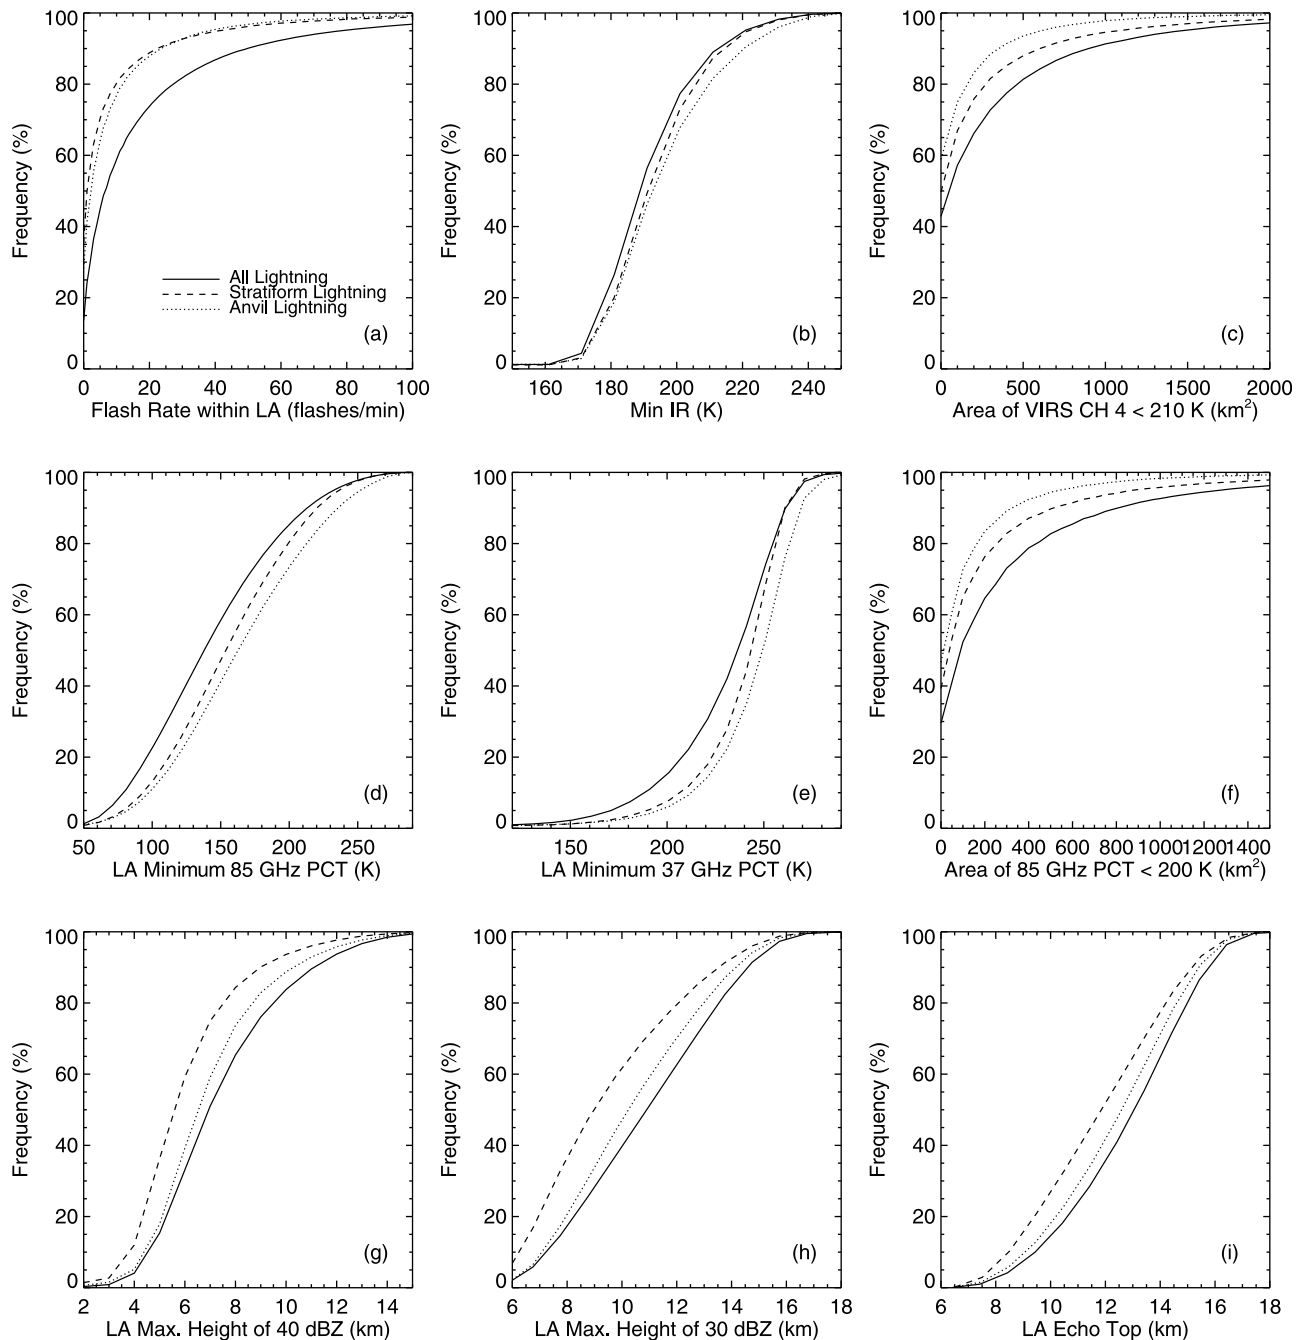 100
80
60
40
20
0
Frequency (%)
All Lightning
Stratiform Lightning
Anvil Lightning
(a)
0 20 40 60 80 100
Flash Rate within LA (flashes/min)
100
80
60
40
20
0
Frequency (%)
(b)
160 180 200 220 240
Min IR (K)
100
80
60
40
20
0
Frequency (%)
(c)
0 500 1000 1500 2000
Area of VIRS CH 4 < 210 K (km²)
100
80
60
40
20
0
Frequency (%)
(d)
50 100 150 200 250
LA Minimum 85 GHz PCT (K)
100
80
60
40
20
0
Frequency (%)
(e)
150 200 250
LA Minimum 37 GHz PCT (K)
100
80
60
40
20
0
Frequency (%)
(f)
0 200 400 600 800 1000 1200 1400
Area of 85 GHz PCT < 200 K (km²)
100
80
60
40
20
0
Frequency (%)
(g)
2 4 6 8 10 12 14
LA Max. Height of 40 dBZ (km)
100
80
60
40
20
0
Frequency (%)
(h)
6 8 10 12 14 16 18
LA Max. Height of 30 dBZ (km)
100
80
60
40
20
0
Frequency (%)
(i)
6 8 10 12 14 16 18
LA Echo Top (km)